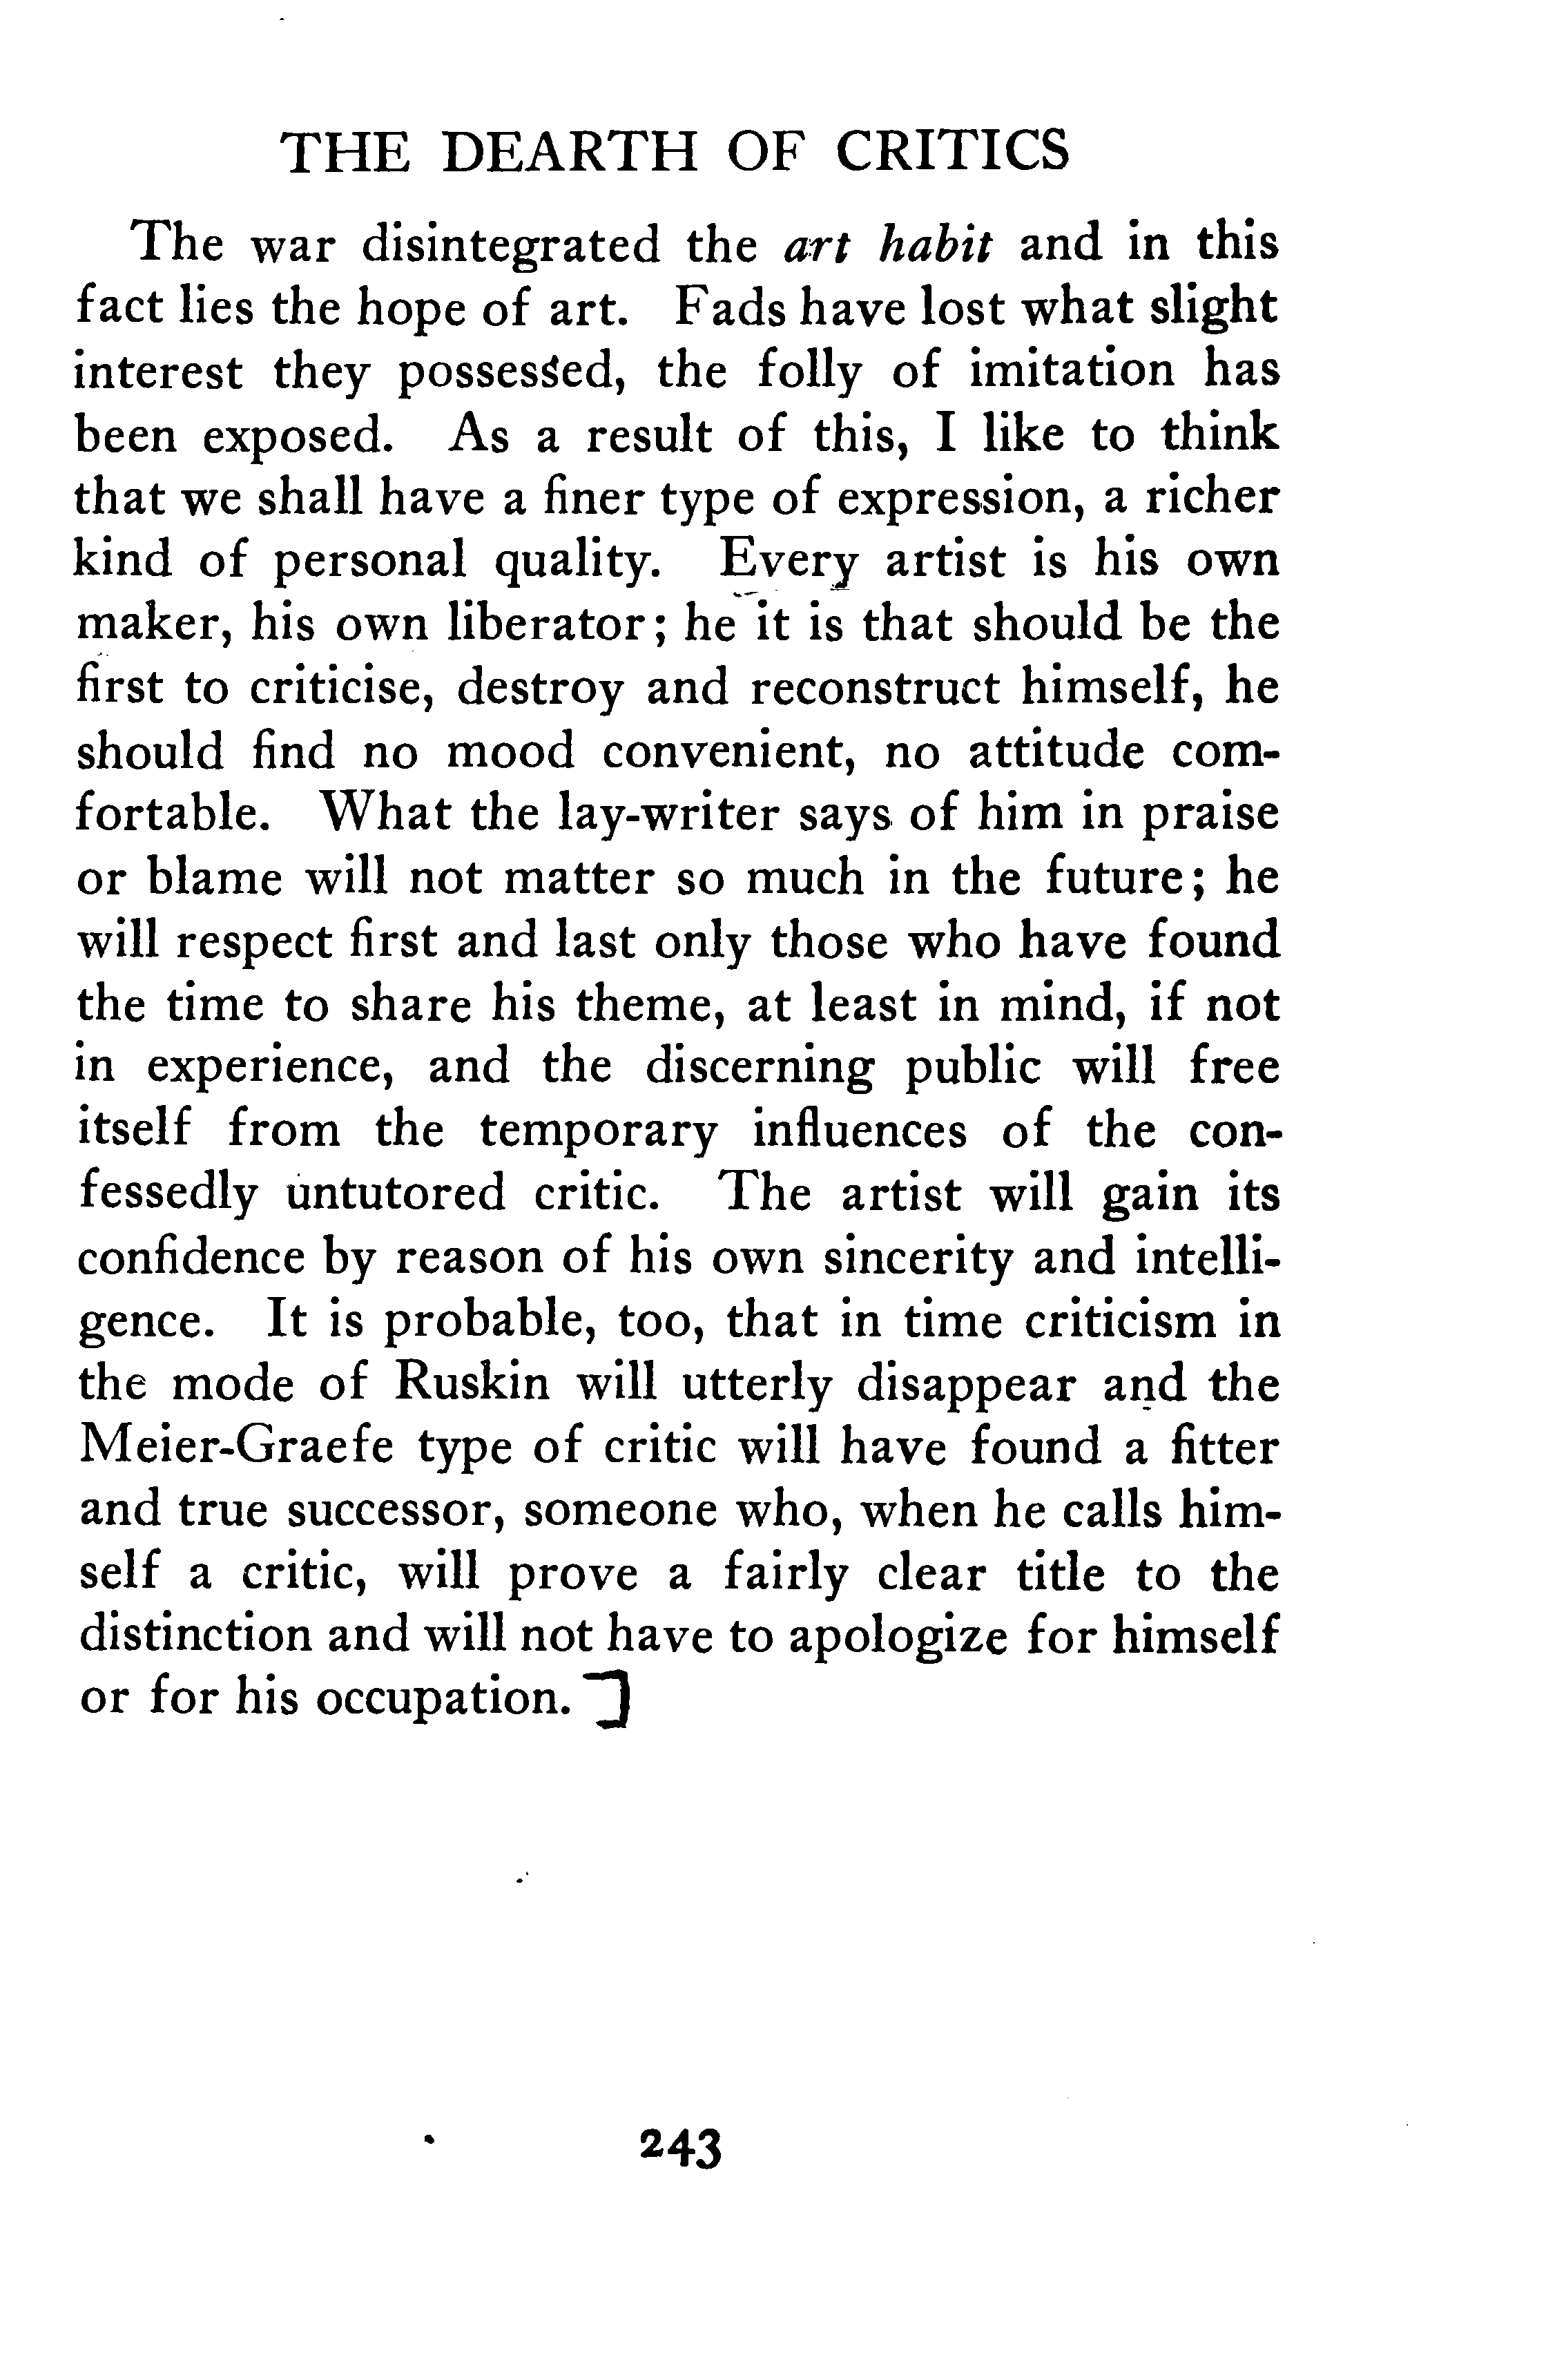 THE DEARTH OF CRITICS
The war disintegrated the art habit and in this
fact lies the hope of art. Fads have lost what slight
interest they possessed, the folly of imitation has
been exposed. As a result of this, I like to think
that we shall have a finer type of expression, a richer
kind of personal quality. Every artist is his own
maker, his own liberator; he it is that should be the
first to criticise, destroy and reconstruct himself, he
should find no mood convenient, no attitude com-
fortable. What the lay-writer says of him in praise
or blame will not matter so much in the future; he
will respect first and last only those who have found
the time to share his theme, at least in mind, if not
in experience, and the discerning public will free
itself from the temporary influences of the con-
fessedly untutored critic. The artist will gain its
confidence by reason of his own sincerity and intelli-
gence. It is probable, too, that in time criticism in
the mode of Ruskin will utterly disappear and the
Meier-Graefe type of critic will have found a fitter
and true successor, someone who, when he calls him-
self a critic, will prove a fairly clear title to the
distinction and will not have to apologize for himself
or for his occupation. ]
243